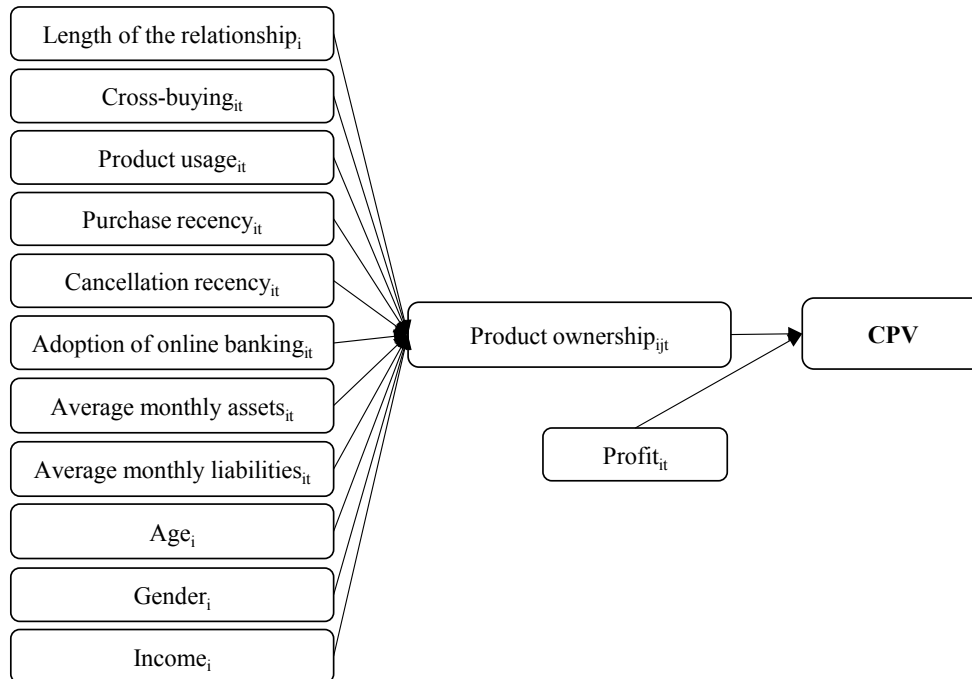 Length of the relationshipᵢ
Cross-buyingᵢₜ
Product usageᵢₜ
Purchase recencyᵢₜ
Cancellation recencyᵢₜ
Adoption of online bankingᵢₜ
Average monthly assetsᵢₜ
Average monthly liabilitiesᵢₜ
Ageᵢ
Genderᵢ
Incomeᵢ
Product ownershipᵢⱼₜ
Profitᵢₜ
CPV